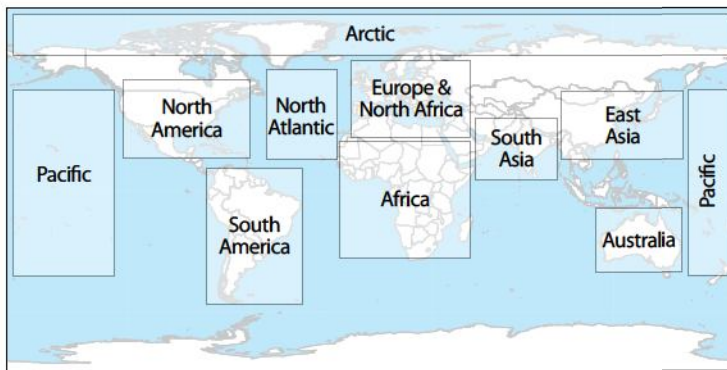 Arctic
North
America
North
Atlantic
Europe &
North Africa
East
Asia
South
Asia
Pacific
Pacific
Africa
South
America
Australia